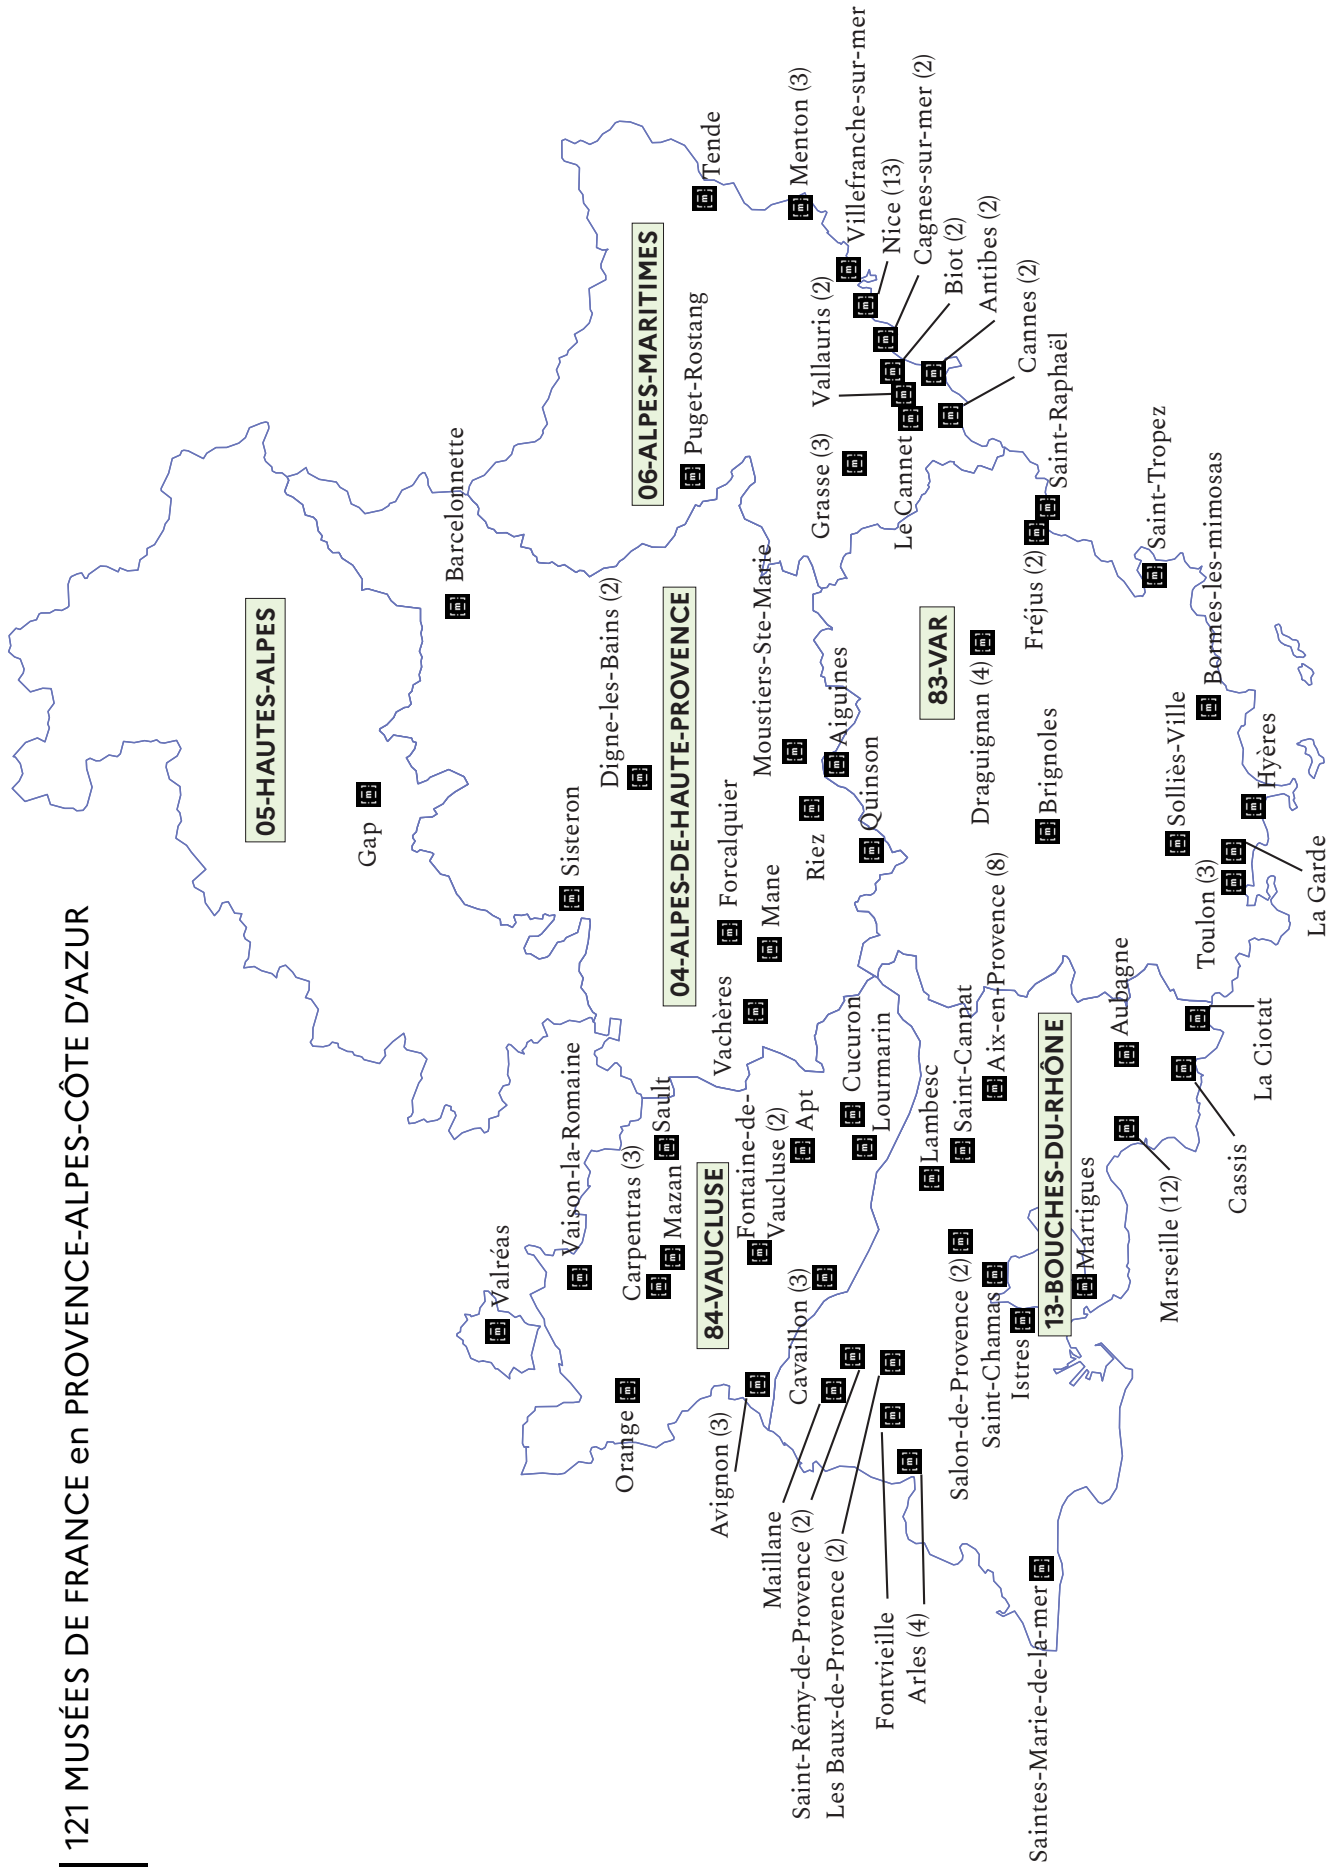 121 MUSÉES DE FRANCE en PROVENCE-ALPES-CÔTE D'AZUR
05-HAUTES-ALPES
Gap
Barcelonnette
06-ALPES-MARITIMES
Tende
Puget-Rostang
Menton (3)
Villefranche-sur-mer
Nice (13)
Cagnes-sur-mer (2)
Biot (2)
Antibes (2)
Cannes (2)
Vallauris (2)
Grasse (3)
Le Cannet
04-ALPES-DE-HAUTE-PROVENCE
Sisteron
Digne-les-Bains (2)
Forcalquier
Mane
Vachères
Moustiers-Ste-Marie
Riez
Quinson
83-VAR
Aiguines
Draguignan (4)
Fréjus (2)
Saint-Raphaël
Saint-Tropez
Bormes-les-mimosas
Brignoles
Solliès-Ville
Hyères
Toulon (3)
La Garde
84-VAUCLUSE
Valréas
Vaison-la-Romaine
Orange
Carpentras (3)
Mazan
Sault
Fontaine-de-
Vaucluse (2)
Apt
Cucuron
Lourmarin
Avignon (3)
Cavaillon (3)
13-BOUCHES-DU-RHÔNE
Maillane
Saint-Rémy-de-Provence (2)
Les Baux-de-Provence (2)
Fontvieille
Arles (4)
Saintes-Marie-de-la-mer
Salon-de-Provence (2)
Saint-Chamas
Istres
Martigues
Lambesc
Saint-Cannat
Aix-en-Provence (8)
Marseille (12)
Aubagne
Cassis
La Ciotat